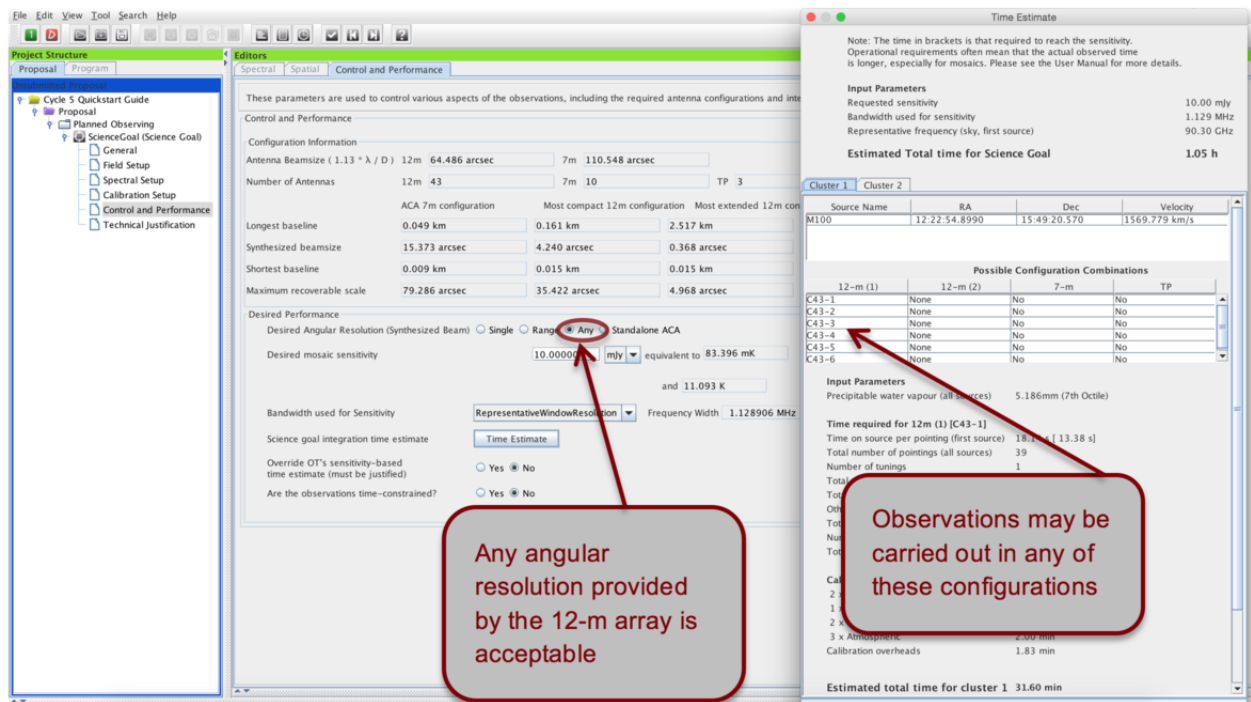 File Edit View Tool Search Help
Project Structure
Proposal Program
Unsubmitted Proposal
Cycle 5 Quickstart Guide
Proposal
Planned Observing
ScienceGoal (Science Goal)
General
Field Setup
Spectral Setup
Calibration Setup
Control and Performance
Technical Justification
Editors
Spectral Spatial Control and Performance
These parameters are used to control various aspects of the observations, including the required antenna configurations and inte
Control and Performance
Configuration Information
Antenna Beamsize ( 1.13 * λ / D ) 12m 64.486 arcsec 7m 110.548 arcsec
Number of Antennas 12m 43 7m 10 TP 3
ACA 7m configuration Most compact 12m configuration Most extended 12m con
Longest baseline 0.049 km 0.161 km 2.517 km
Synthesized beamsize 15.373 arcsec 4.240 arcsec 0.368 arcsec
Shortest baseline 0.009 km 0.015 km 0.015 km
Maximum recoverable scale 79.286 arcsec 35.422 arcsec 4.968 arcsec
Desired Performance
Desired Angular Resolution (Synthesized Beam) Single Range Any Standalone ACA
Desired mosaic sensitivity 10.00000 mJy equivalent to 83.396 mK
and 11.093 K
Bandwidth used for Sensitivity RepresentativeWindowResolution Frequency Width 1.128906 MHz
Science goal integration time estimate Time Estimate
Override OT's sensitivity-based
time estimate (must be justified) Yes No
Are the observations time-constrained? Yes No
Any angular
resolution provided
by the 12-m array is
acceptable
Time Estimate
Note: The time in brackets is that required to reach the sensitivity.
Operational requirements often mean that the actual observed time
is longer, especially for mosaics. Please see the User Manual for more details.
Input Parameters
Requested sensitivity 10.00 mJy
Bandwidth used for sensitivity 1.129 MHz
Representative frequency (sky, first source) 90.30 GHz
Estimated Total time for Science Goal 1.05 h
Cluster 1 Cluster 2
Source Name RA Dec Velocity
M100 12:22:54.8990 15:49:20.570 1569.779 km/s
Possible Configuration Combinations
12-m (1) 12-m (2) 7-m TP
C43-1 None No No
C43-2 None No No
C43-3 None No No
C43-4 None No No
C43-5 None No No
C43-6 None No No
Input Parameters
Precipitable water vapour (all sources) 5.186mm (7th Octile)
Time required for 12m (1) [C43-1]
Time on source per pointing (first source) s [ 13.38 s]
Total number of pointings (all sources) 39
Number of tunings 1
Observations may be
carried out in any of
these configurations
3 x Atmospheric 2.00 min
Calibration overheads 1.83 min
Estimated total time for cluster 1 31.60 min